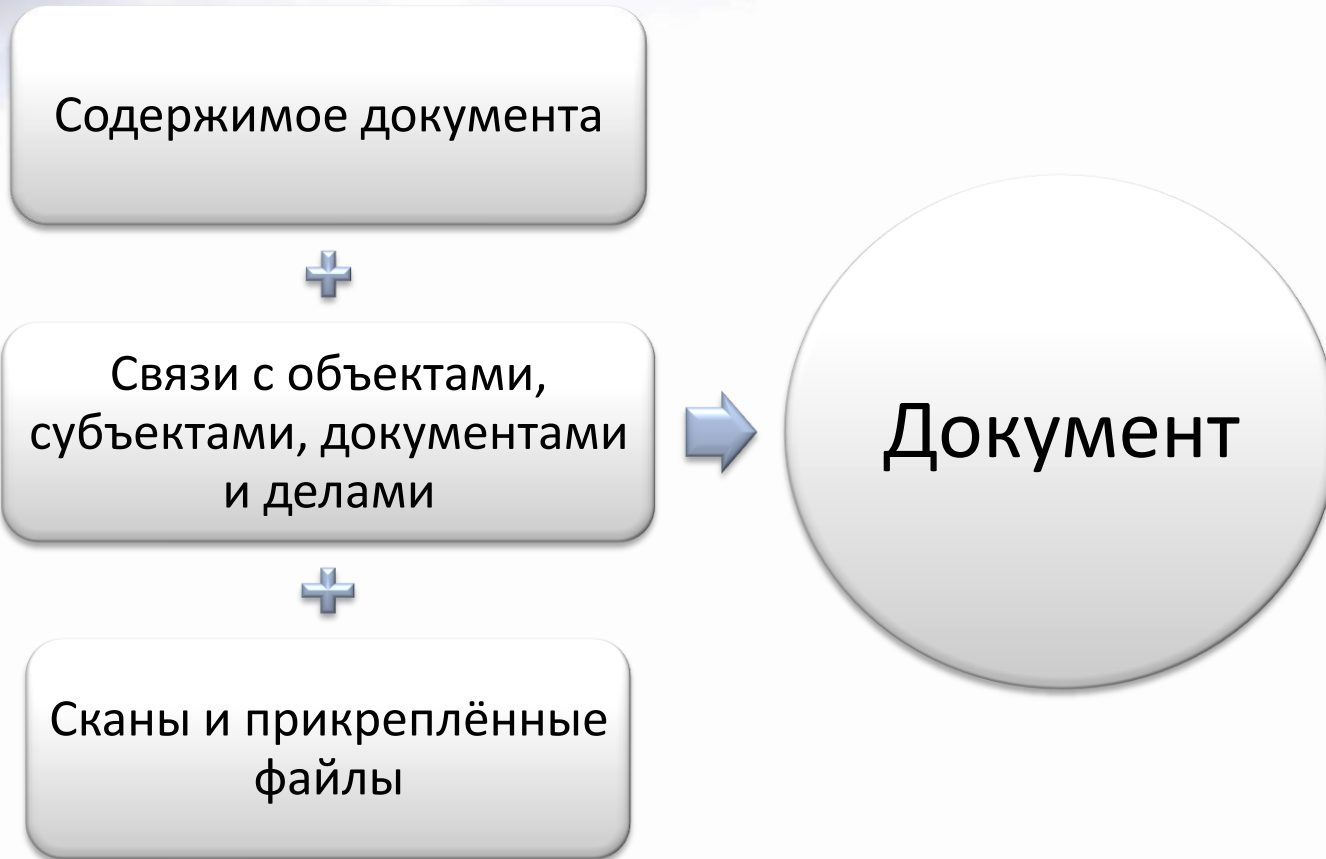 Содержимое документа
Связи с объектами,
субъектами, документами
и делами
Сканы и прикреплённые
файлы
Документ